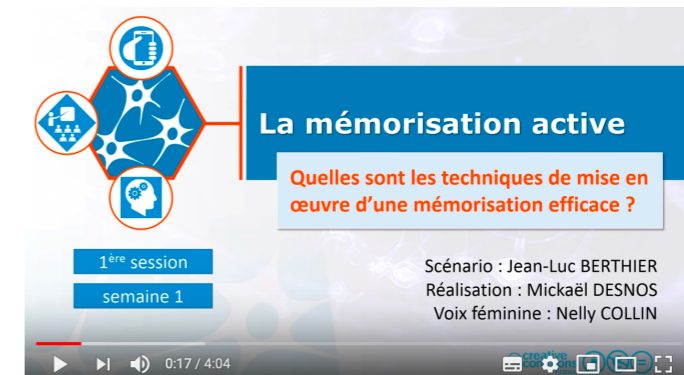 La mémorisation active
Quelles sont les techniques de mise en
œuvre d'une mémorisation efficace ?
1ère session
semaine 1
Scénario : Jean-Luc BERTHIER
Réalisation : Mickaël DESNOS
Voix féminine : Nelly COLLIN
0:17 / 4:04
creative